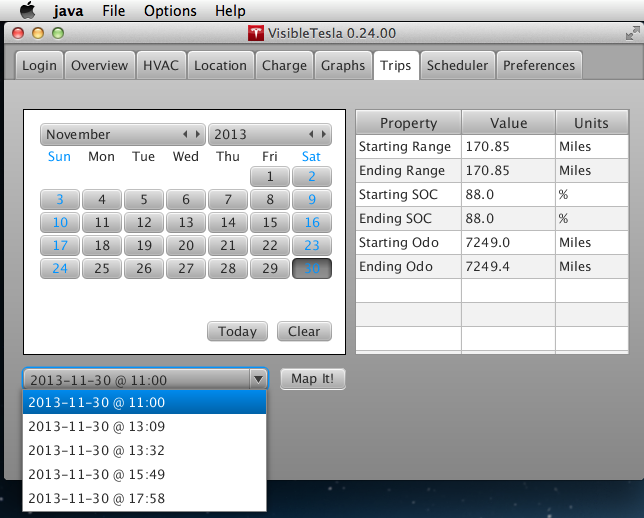 java File Options Help
VisibleTesla 0.24.00
Login Overview HVAC Location Charge Graphs Trips Scheduler Preferences
November 2013
Sun Mon Tue Wed Thu Fri Sat
1 2
3 4 5 6 7 8 9
10 11 12 13 14 15 16
17 18 19 20 21 22 23
24 25 26 27 28 29 30
Today Clear
Property Value Units
Starting Range 170.85 Miles
Ending Range 170.85 Miles
Starting SOC 88.0 %
Ending SOC 88.0 %
Starting Odo 7249.0 Miles
Ending Odo 7249.4 Miles
2013-11-30 @ 11:00 Map It!
2013-11-30 @ 11:00
2013-11-30 @ 13:09
2013-11-30 @ 13:32
2013-11-30 @ 15:49
2013-11-30 @ 17:58